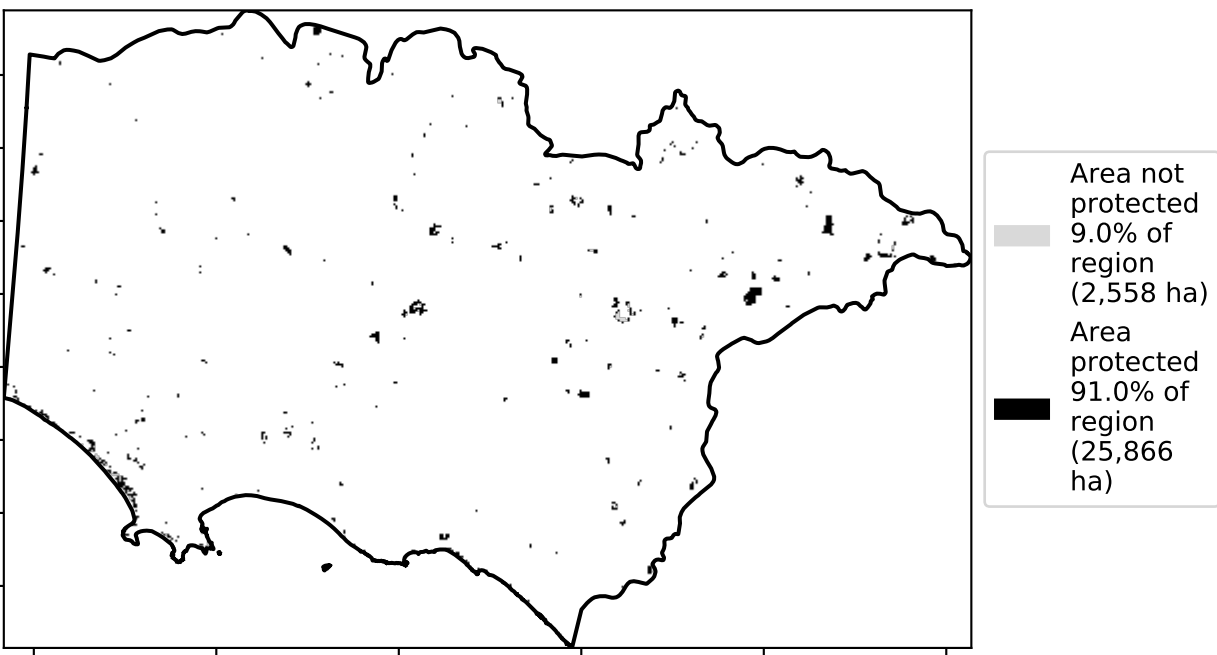 Area not
protected
9.0% of
region
(2,558 ha)
Area
protected
91.0% of
region
(25,866
ha)